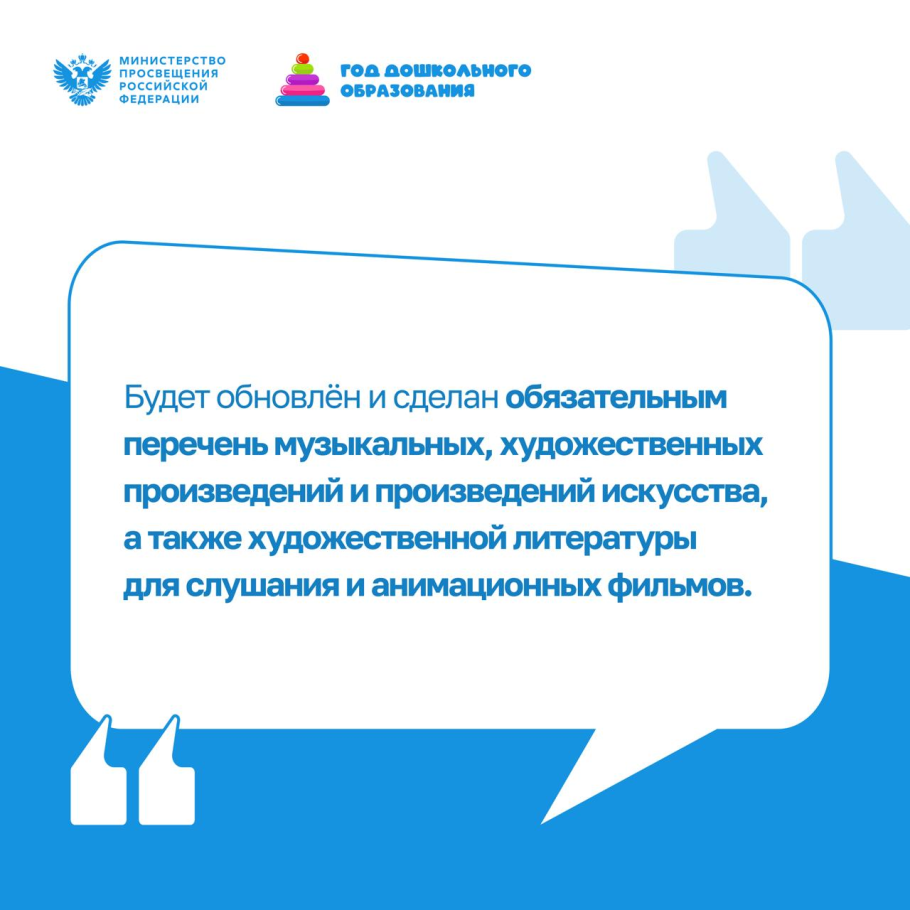 МИНИСТЕРСТВО
ПРОСВЕЩЕНИЯ
РОССИЙСКОЙ
ФЕДЕРАЦИИ
ГОД ДОШКОЛЬНОГО
ОБРАЗОВАНИЯ
Будет обновлён и сделан обязательным
перечень музыкальных, художественных
произведений и произведений искусства,
а также художественной литературы
для слушания и анимационных фильмов.